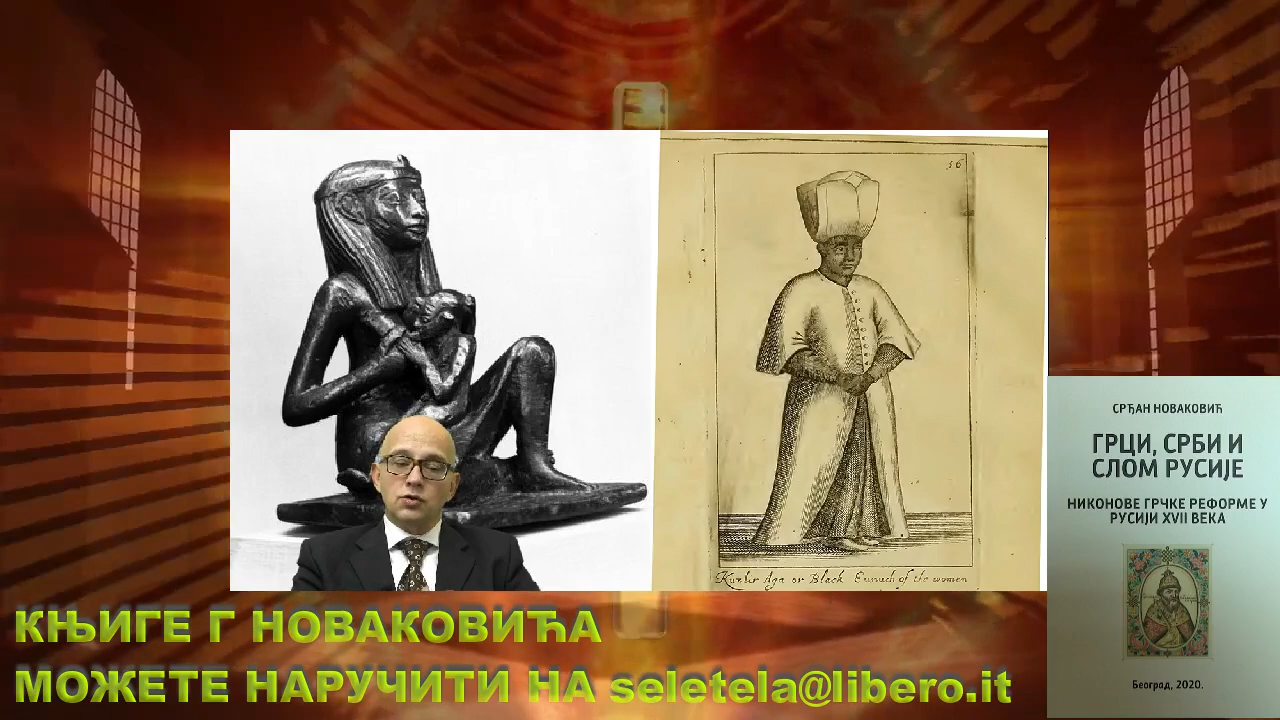 56
Kuzlir Aga or Black Eunuch of the women
СРЂАН НОВАКОВИЋ
ГРЦИ, СРБИ И
СЛОМ РУСИЈЕ
НИКОНОВЕ ГРЧКЕ РЕФОРМЕ У
РУСИЈИ XVII ВЕКА
Београд, 2020.
КЊИГЕ Г НОВАКОВИЋА
МОЖЕТЕ НАРУЧИТИ НА seletela@libero.it